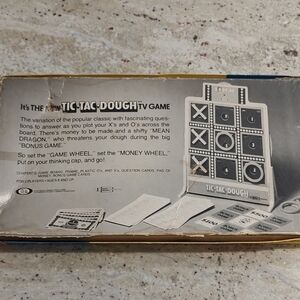 It's THE NEW TIC•TAC•DOUGH TV GAME
The variation of the popular classic with fascinating ques-
tions to answer as you plot your X's and O's across the
board. There's money to be made and a shifty "MEAN
DRAGON," who threatens your dough during the big
"BONUS GAME."
So set the "GAME WHEEL," set the "MONEY WHEEL,"
Put on your thinking cap, and go!
TIC•TAC•DOUGH